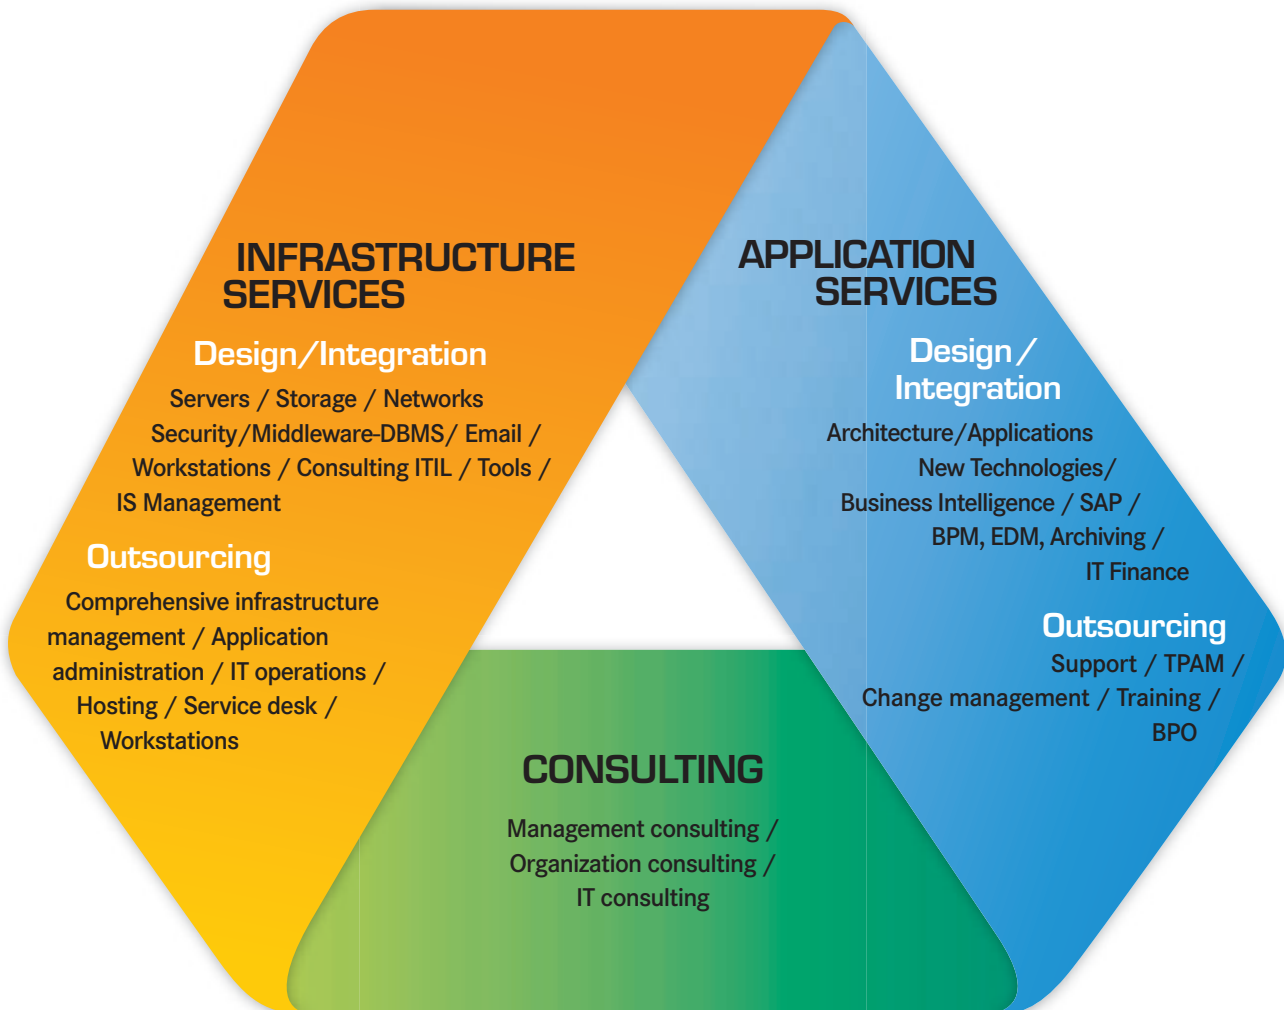 INFRASTRUCTURE
SERVICES
Design/Integration
Servers / Storage / Networks
Security/Middleware-DBMS/ Email /
Workstations / Consulting ITIL / Tools /
IS Management
Outsourcing
Comprehensive infrastructure
management / Application
administration / IT operations /
Hosting / Service desk /
Workstations
APPLICATION
SERVICES
Design/
Integration
Architecture/Applications
New Technologies/
Business Intelligence / SAP /
BPM, EDM, Archiving /
IT Finance
Outsourcing
Support / TPAM /
Change management / Training /
BPO
CONSULTING
Management consulting /
Organization consulting /
IT consulting